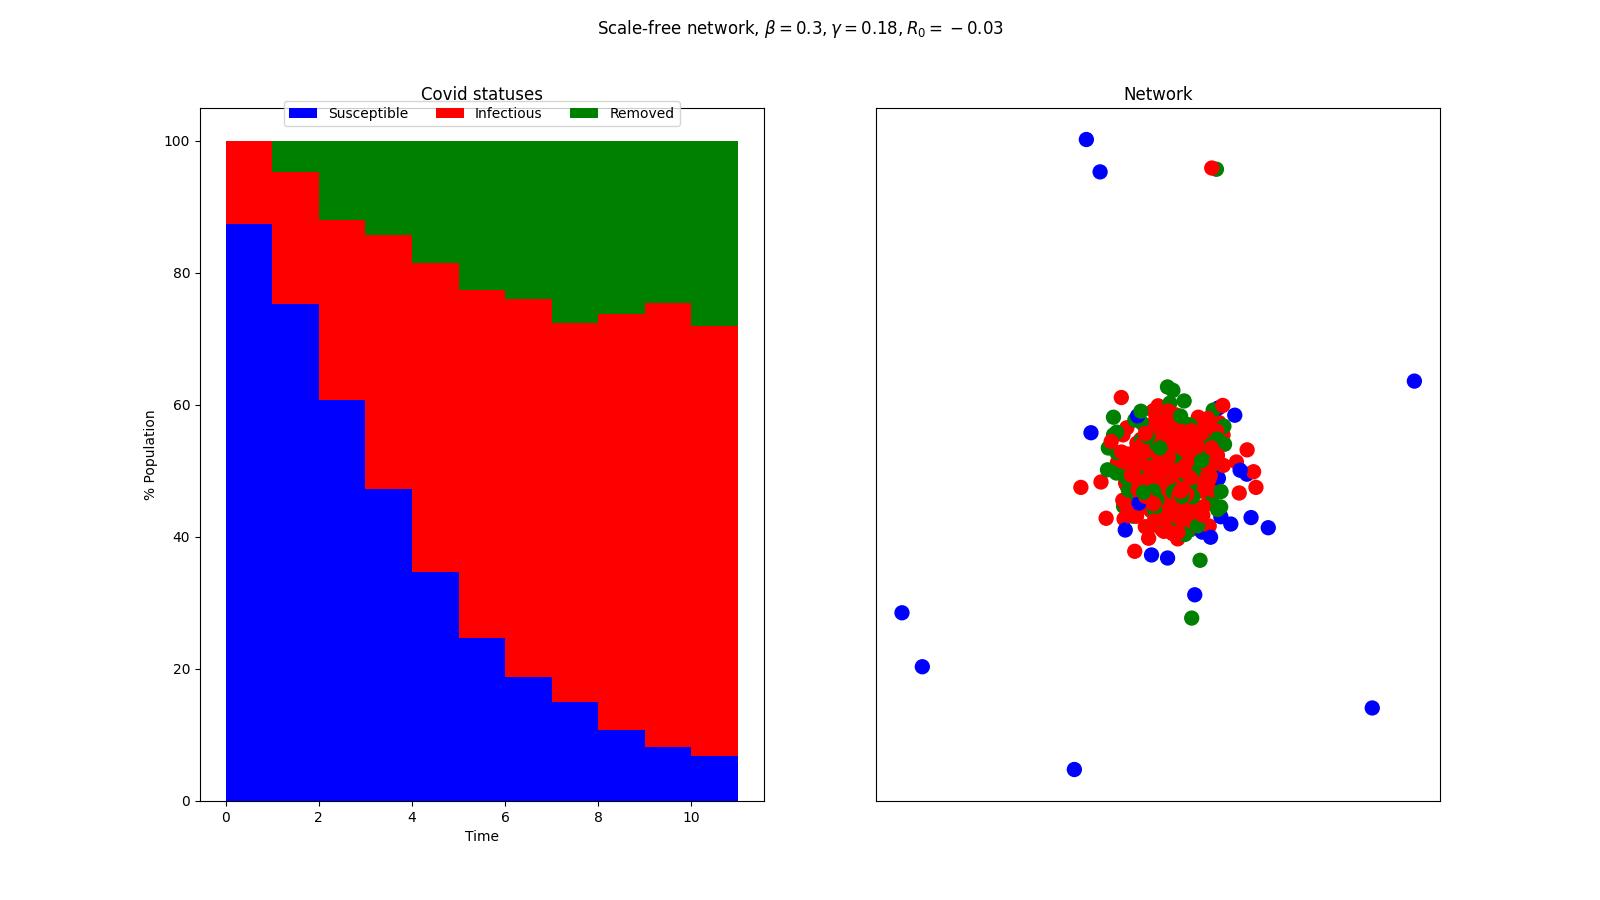 Scale-free network, β = 0.3, γ = 0.18, R₀ = − 0.03
Covid statuses
Susceptible Infectious Removed
100
80
60
40
20
0
% Population
0 2 4 6 8 10
Time
Network